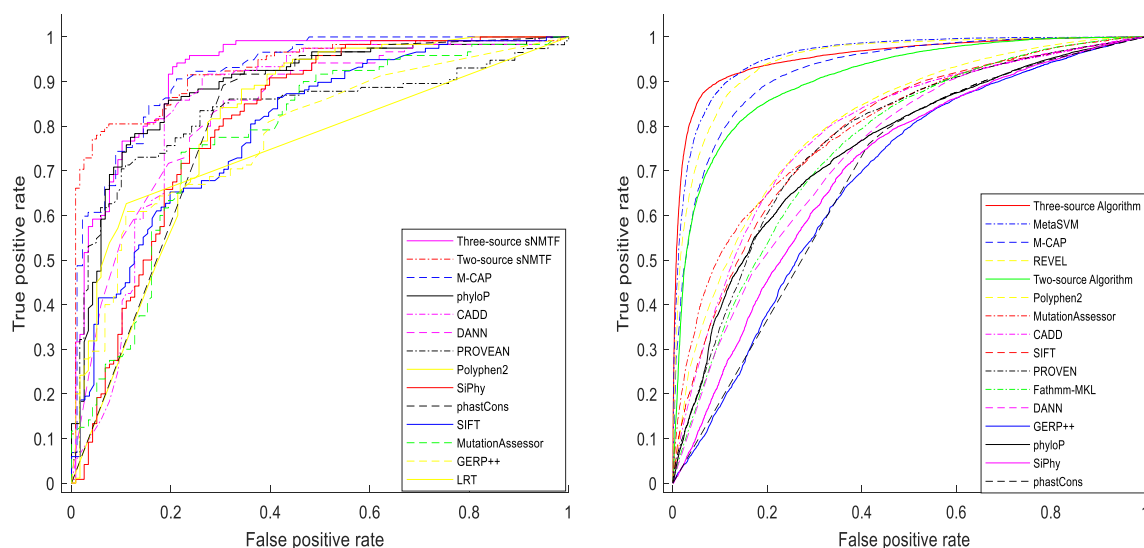 True positive rate
1
0.9
0.8
0.7
0.6
0.5
0.4
0.3
0.2
0.1
0
0 0.2 0.4 0.6 0.8 1
False positive rate
Three-source sNMTF
Two-source sNMTF
M-CAP
phyloP
CADD
DANN
PROVEAN
Polyphen2
SiPhy
phastCons
SIFT
MutationAssessor
GERP++
LRT
True positive rate
1
0.9
0.8
0.7
0.6
0.5
0.4
0.3
0.2
0.1
0
0 0.2 0.4 0.6 0.8 1
False positive rate
Three-source Algorithm
MetaSVM
M-CAP
REVEL
Two-source Algorithm
Polyphen2
MutationAssessor
CADD
SIFT
PROVEN
Fathmm-MKL
DANN
GERP++
phyloP
SiPhy
phastCons